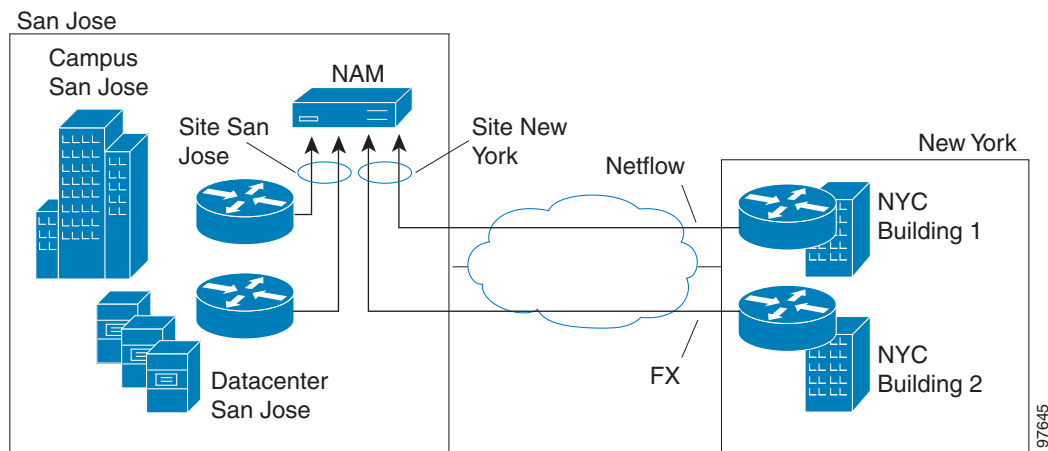 San Jose
Campus
San Jose
NAM
Site San
Jose
Site New
York
Netflow
New York
NYC
Building 1
FX
NYC
Building 2
Datacenter
San Jose
97645